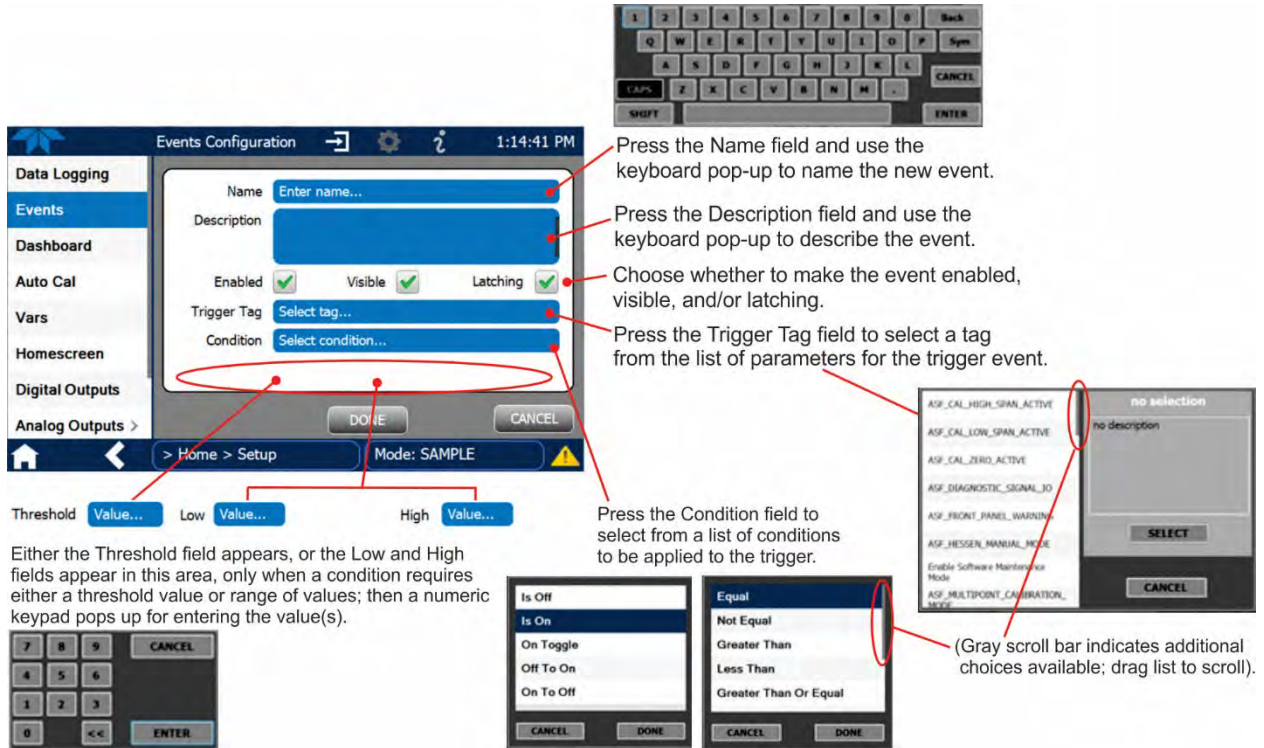 1 2 3 4 5 6 7 8 9 0 Back
Q W E R T Y U I O P Sym
A S D F G H J K L CANCEL
CAPS Z X C V B N M .
SHIFT ENTER
Events Configuration 1:14:41 PM
Data Logging
Events
Dashboard
Auto Cal
Vars
Homescreen
Digital Outputs
Analog Outputs >
Name Enter name...
Description
Enabled Visible Latching
Trigger Tag Select tag...
Condition Select condition...
DONE CANCEL
> Home > Setup Mode: SAMPLE
Press the Name field and use the
keyboard pop-up to name the new event.
Press the Description field and use the
keyboard pop-up to describe the event.
Choose whether to make the event enabled,
visible, and/or latching.
Press the Trigger Tag field to select a tag
from the list of parameters for the trigger event.
ASF_CAL_HIGH_SPAN_ACTIVE
ASF_CAL_LOW_SPAN_ACTIVE
ASF_CAL_ZERO_ACTIVE
ASF_DIAGNOSTIC_SIGNAL_IO
ASF_FRONT_PANEL_WARNING
ASF_HESSEN_MANUAL_MODE
Enable Software Maintenance
Mode
ASF_MULTIPOINT_CALIBRATION_
MODE
no selection
no description
SELECT
CANCEL
Threshold Value... Low Value... High Value...
Either the Threshold field appears, or the Low and High
fields appear in this area, only when a condition requires
either a threshold value or range of values; then a numeric
keypad pops up for entering the value(s).
7 8 9 CANCEL
4 5 6
1 2 3
0 << ENTER
Press the Condition field to
select from a list of conditions
to be applied to the trigger.
Is Off
Is On
On Toggle
Off To On
On To Off
CANCEL DONE
Equal
Not Equal
Greater Than
Less Than
Greater Than Or Equal
CANCEL DONE
(Gray scroll bar indicates additional
choices available; drag list to scroll).